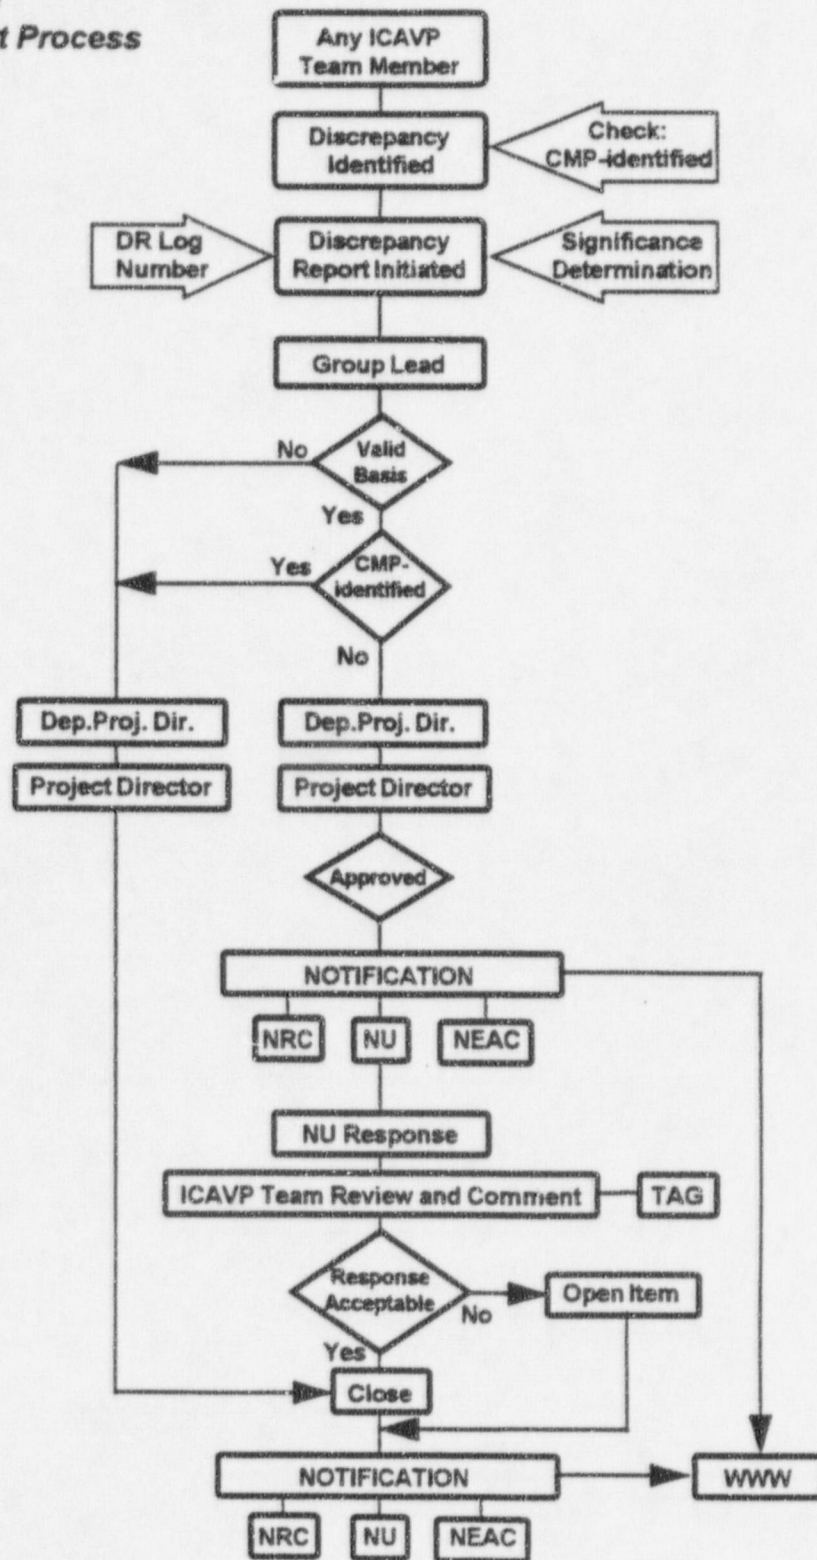 t Process
Any ICAVP
Team Member
Discrepancy
Identified
Check:
CMP-identified
DR Log
Number
Discrepancy
Report Initiated
Significance
Determination
Group Lead
No
Valid
Basis
Yes
Yes
CMP-
identified
No
Dep.Proj. Dir.
Dep.Proj. Dir.
Project Director
Project Director
Approved
NOTIFICATION
NRC
NU
NEAC
NU Response
ICAVP Team Review and Comment
TAG
Response
Acceptable
No
Open Item
Yes
Close
NOTIFICATION
WWW
NRC
NU
NEAC